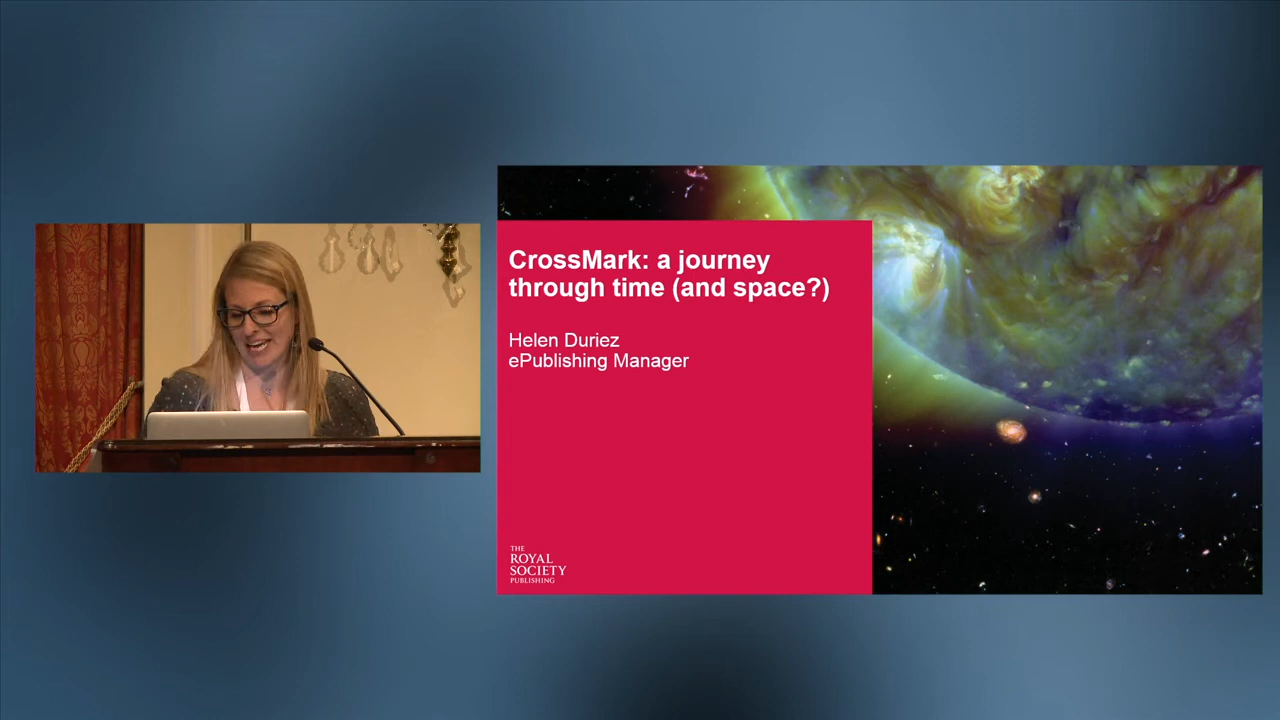 CrossMark: a journey
through time (and space?)
Helen Duriez
ePublishing Manager
THE
ROYAL
SOCIETY
PUBLISHING